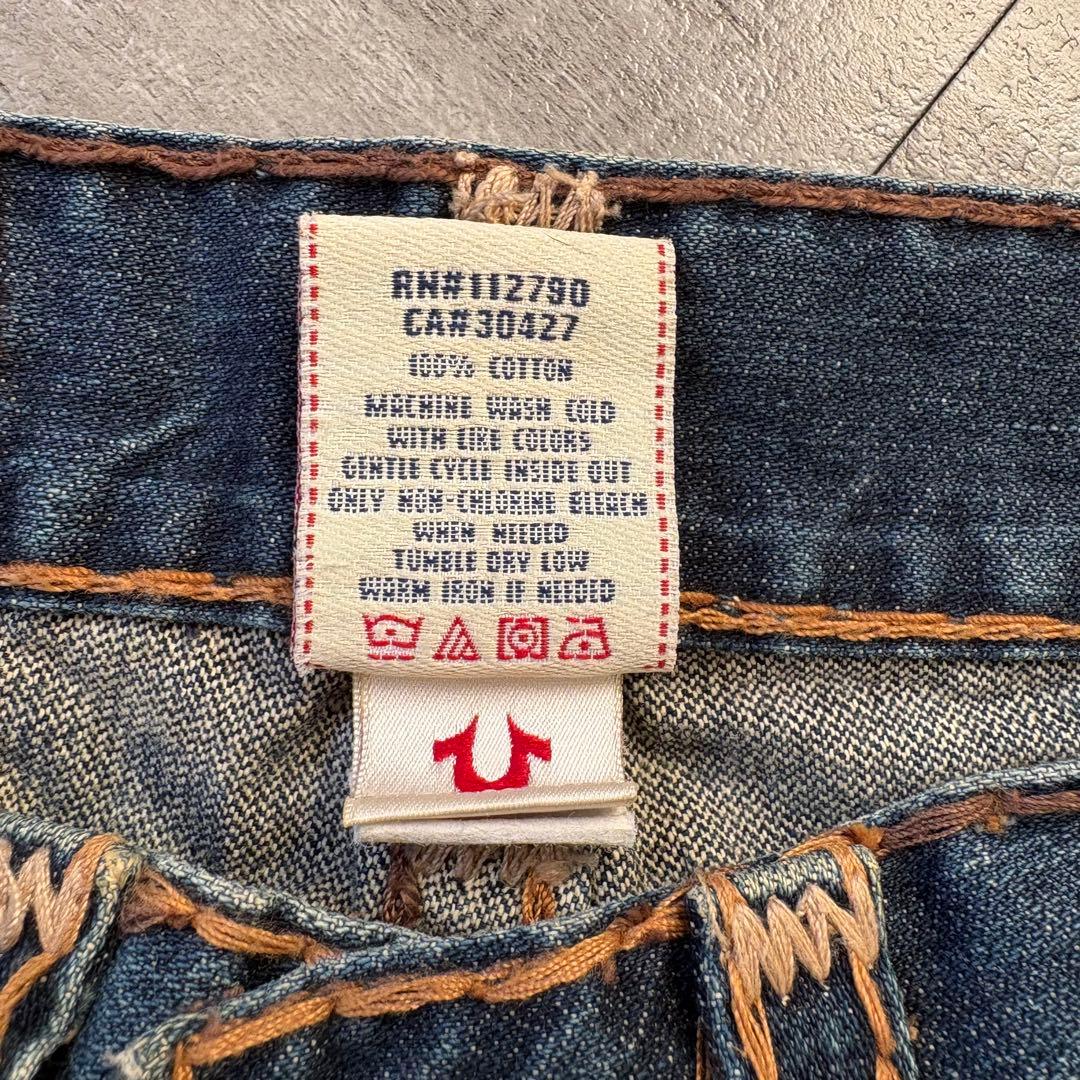 RN#112790
CA#30427
100% COTTON
MACHINE WASH COLD
WITH LIKE COLORS
GENTLE CYCLE INSIDE OUT
ONLY NON-CHLORINE BLEACH
WHEN NEEDED
TUMBLE DRY LOW
WARM IRON IF NEEDED